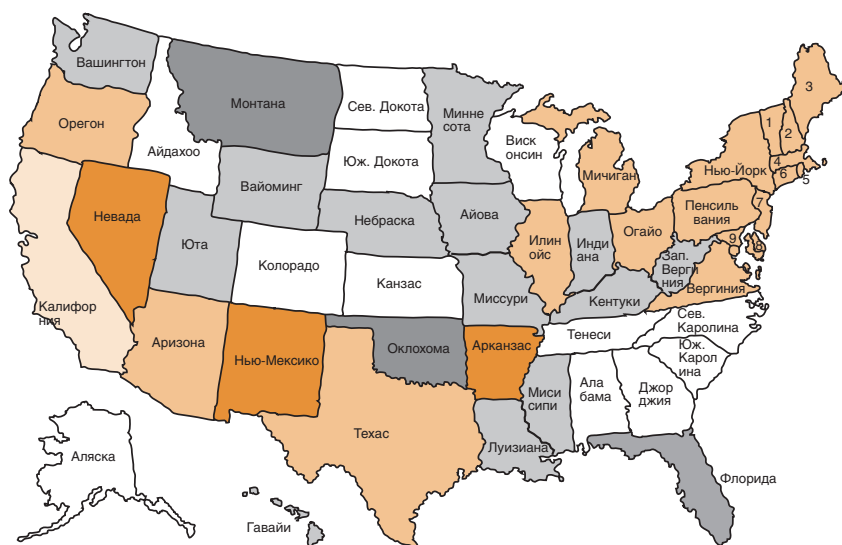 Вашингтон
Монтана
Сев. Докота
Минне
сота
Орегон
Айдахоо
Юж. Докота
Виск
онсин
Мичиган
Нью-Йорк
1
2
3
4
5
6
7
8
9
Вайоминг
Невада
Юта
Небраска
Айова
Илин
ойс
Инди
ана
Огайо
Пенсиль
вания
Зап.
Верги
ния
Вергиния
Колорадо
Канзас
Миссури
Кентуки
Калифор
ния
Аризона
Нью-Мексико
Оклохома
Арканзас
Тенеси
Сев.
Каролина
Юж.
Карол
ина
Миси
сипи
Ала
бама
Джор
джия
Техас
Луизиана
Флорида
Аляска
Гавайи